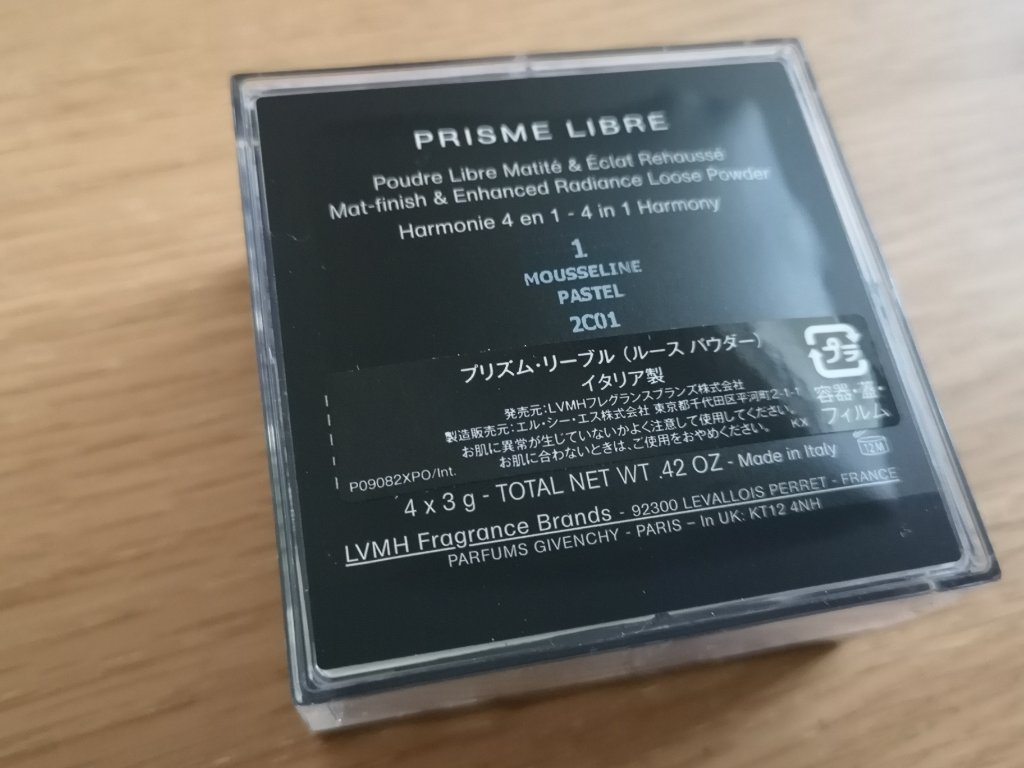 PRISME LIBRE
Poudre Libre Matité & Éclat Rehaussé
Mat-finish & Enhanced Radiance Loose Powder
Harmonie 4 en 1 - 4 in 1 Harmony
1
MOUSSELINE
PASTEL
2C01
プリズム・リーブル（ルース パウダー）
イタリア製
発売元:LVMHフレグランスブランズ株式会社
製造販売元:エル・シー・エス株式会社 東京都千代田区平河町2-1-1
お肌に異常が生じていないかよく注意して使用してください。
お肌に合わないときは、ご使用をおやめください。 KX
プラ
容器・蓋・
フィルム
P09082XPO/Int.
12M
4 x 3 g - TOTAL NET WT .42 OZ - Made in Italy
LVMH Fragrance Brands - 92300 LEVALLOIS PERRET - FRANCE
PARFUMS GIVENCHY - PARIS – In UK: KT12 4NH